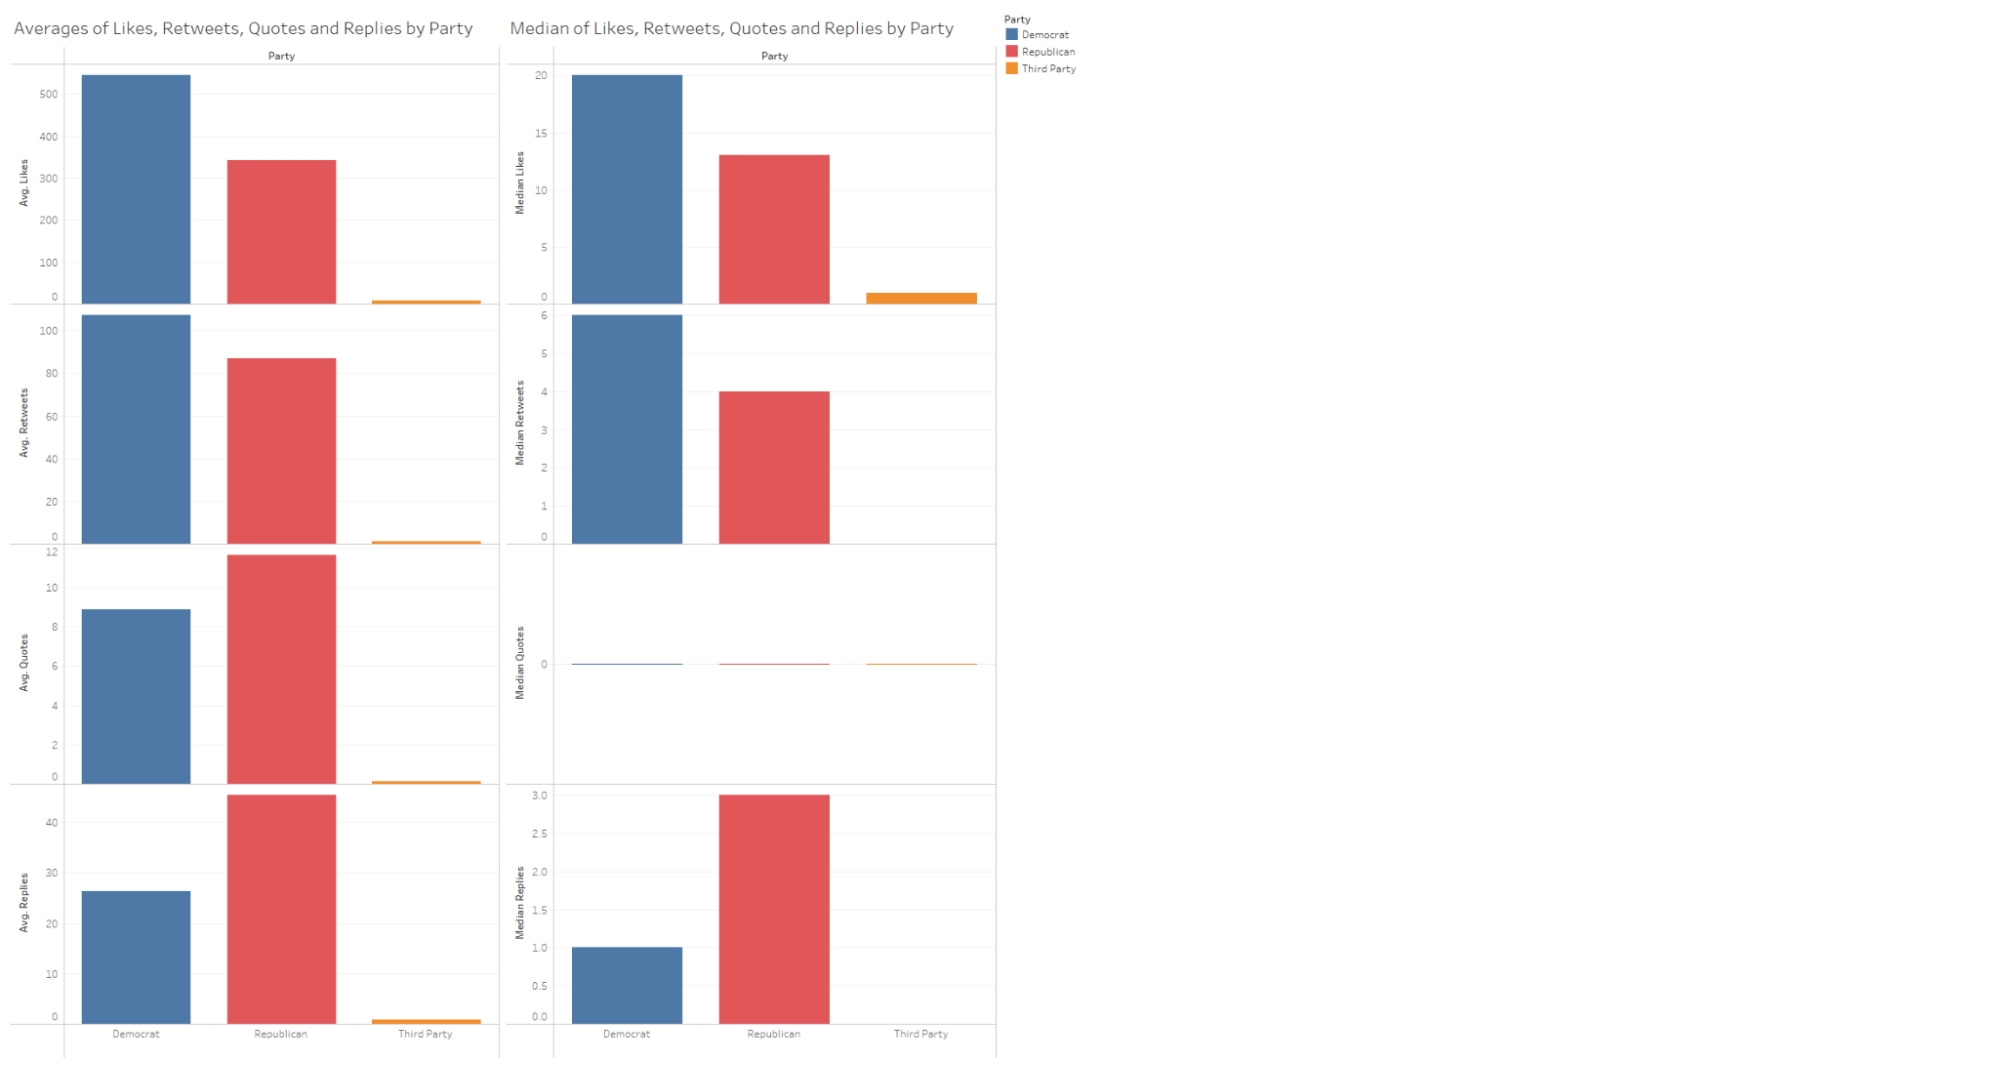 Averages of Likes, Retweets, Quotes and Replies by Party
Party
Avg. Likes
500
400
300
200
100
0
Avg. Retweets
100
80
60
40
20
0
Avg. Quotes
12
10
8
6
4
2
0
Avg. Replies
40
30
20
10
0
Democrat
Republican
Third Party
Median of Likes, Retweets, Quotes and Replies by Party
Party
Median Likes
20
15
10
5
0
Median Retweets
6
5
4
3
2
1
0
Median Quotes
0
Median Replies
3.0
2.5
2.0
1.5
1.0
0.5
0.0
Democrat
Republican
Third Party
Party
Democrat
Republican
Third Party